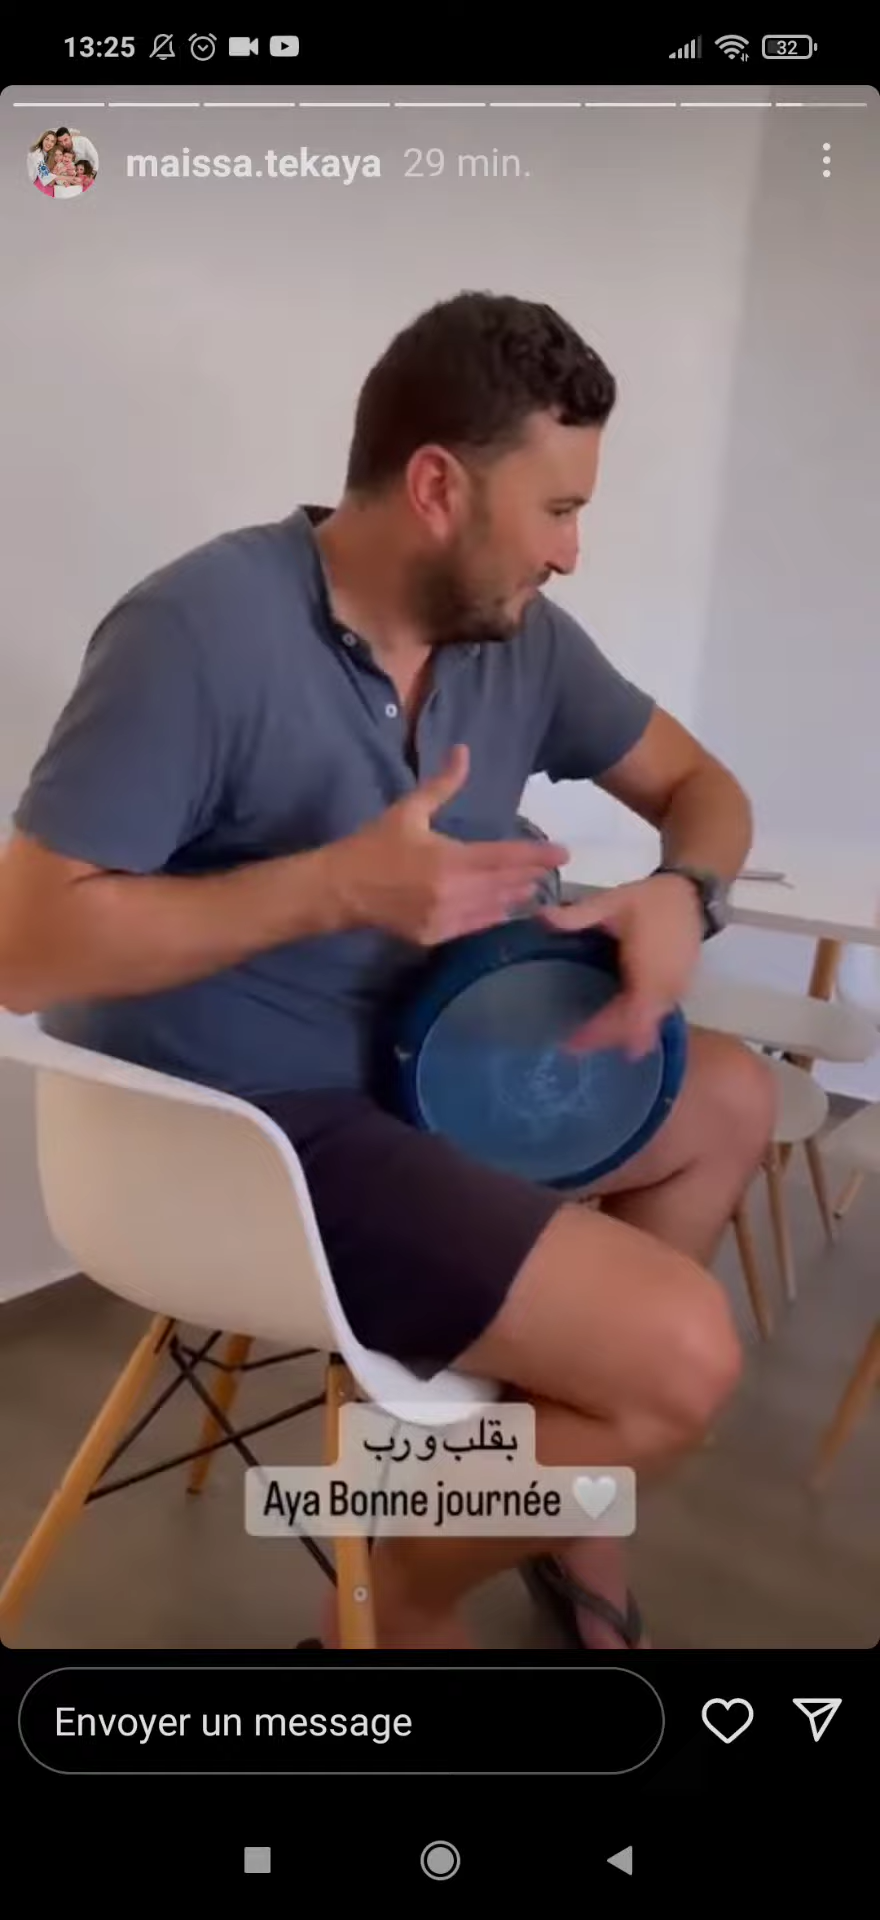 13:25
32
maissa.tekaya 29 min.
بقلب و رب
Aya Bonne journée 🤍
Envoyer un message